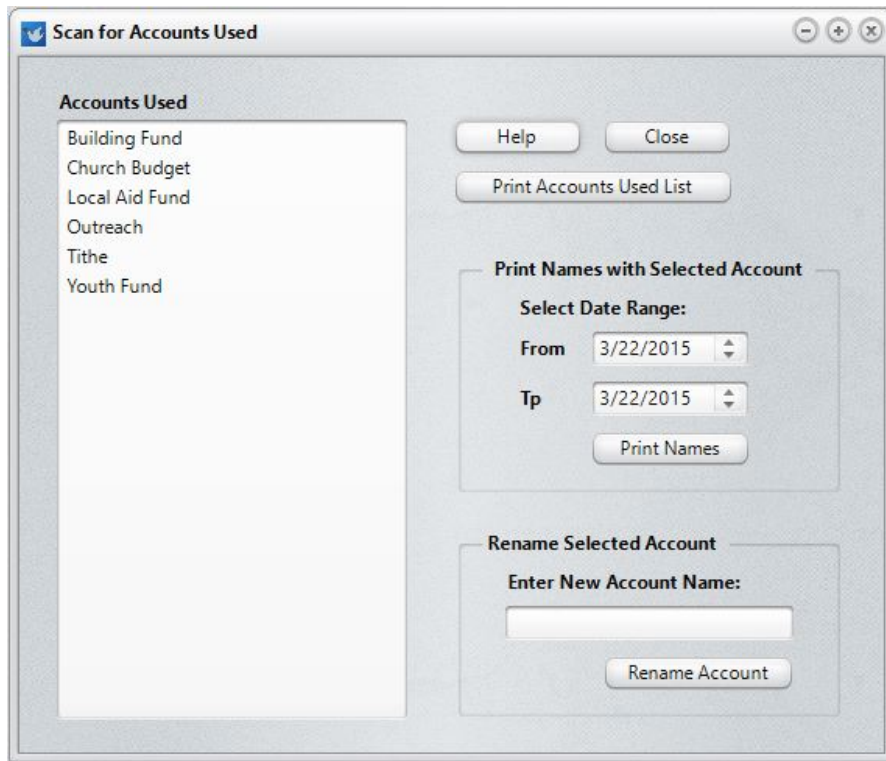 Scan for Accounts Used
Accounts Used
Building Fund
Church Budget
Local Aid Fund
Outreach
Tithe
Youth Fund
Help
Close
Print Accounts Used List
Print Names with Selected Account
Select Date Range:
From 3/22/2015
Tp 3/22/2015
Print Names
Rename Selected Account
Enter New Account Name:
Rename Account